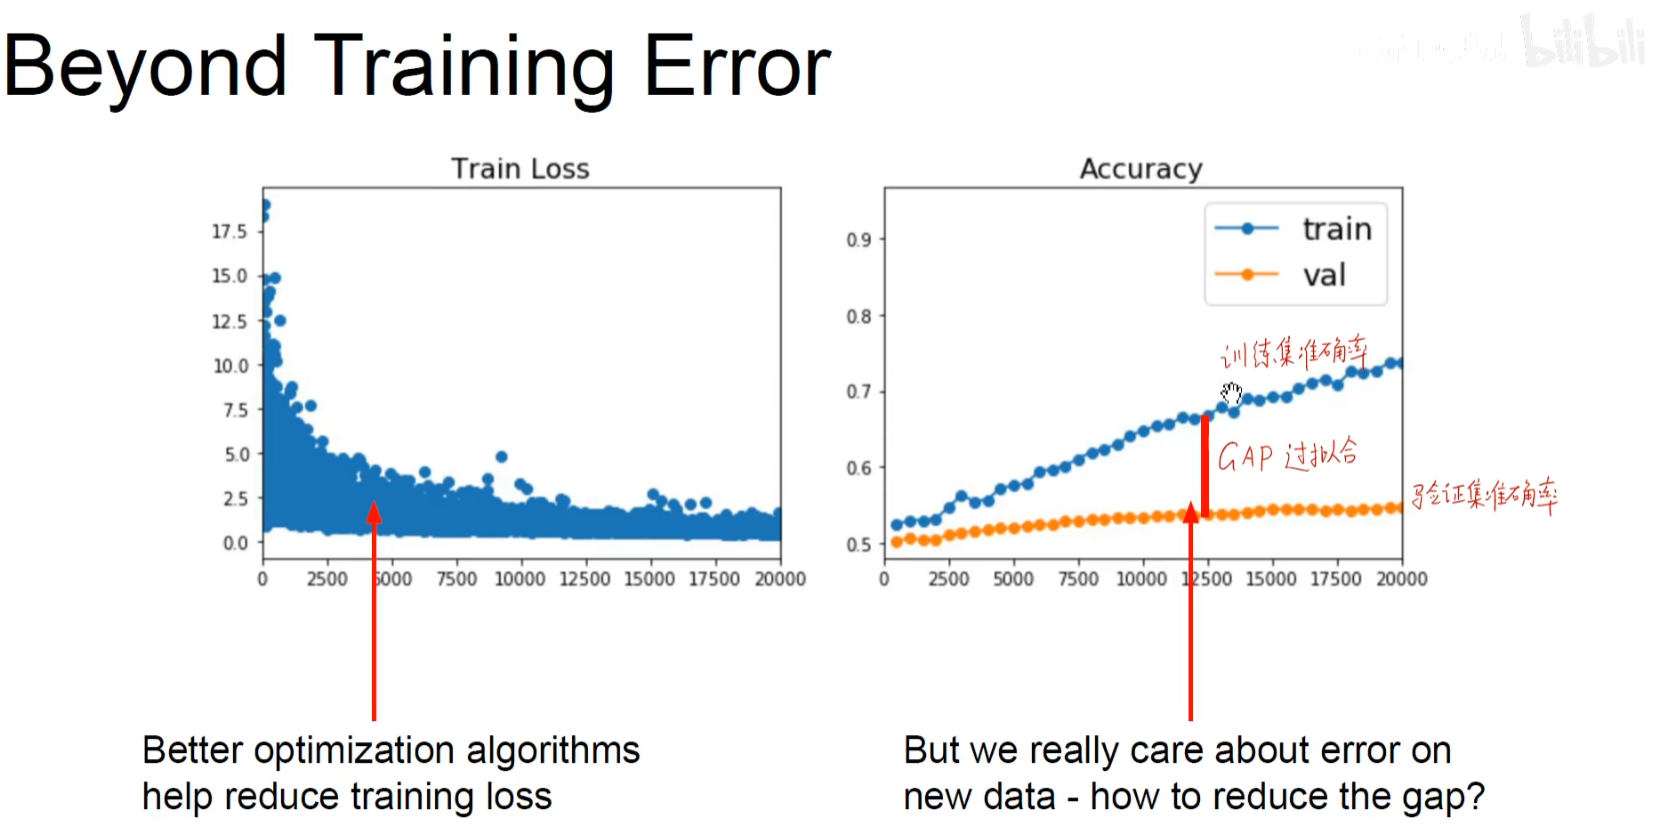 Beyond Training Error
bilibili
Train Loss
17.5
15.0
12.5
10.0
7.5
5.0
2.5
0.0
0 2500 5000 7500 10000 12500 15000 17500 20000
Accuracy
train
val
0.9
0.8
0.7
0.6
0.5
训练集准确率
GAP 过拟合
验证集准确率
0 2500 5000 7500 10000 12500 15000 17500 20000
Better optimization algorithms
help reduce training loss
But we really care about error on
new data - how to reduce the gap?